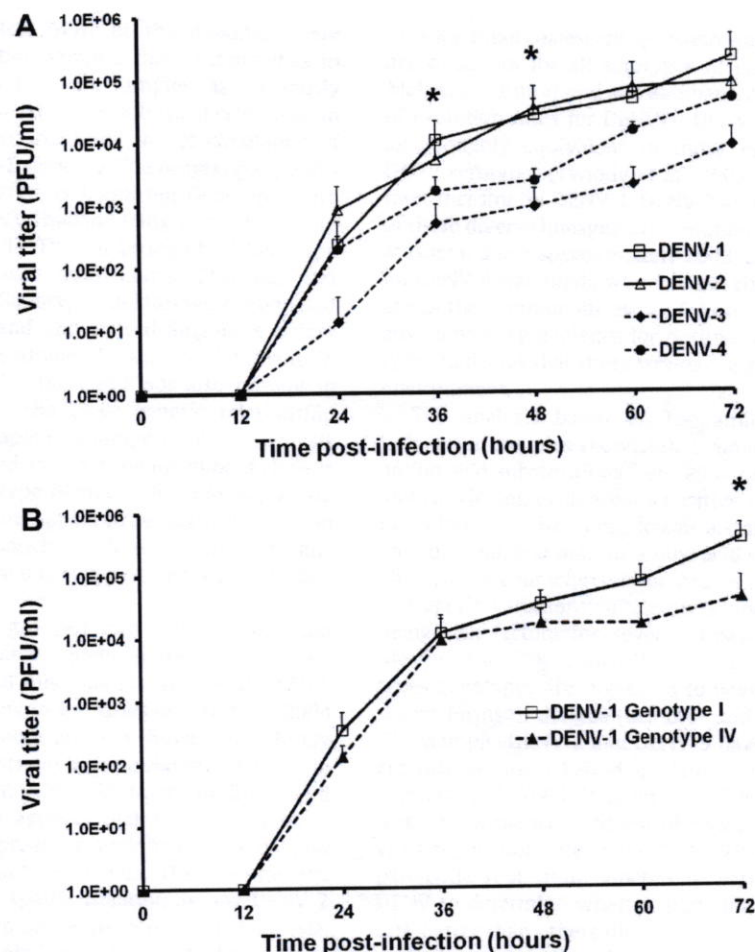 A
Viral titer (PFU/ml)
1.0E+06
1.0E+05
1.0E+04
1.0E+03
1.0E+02
1.0E+01
1.0E+00
*
*
DENV-1
DENV-2
DENV-3
DENV-4
0 12 24 36 48 60 72
Time post-infection (hours)
B
Viral titer (PFU/ml)
1.0E+06
1.0E+05
1.0E+04
1.0E+03
1.0E+02
1.0E+01
1.0E+00
*
DENV-1 Genotype I
DENV-1 Genotype IV
0 12 24 36 48 60 72
Time post-infection (hours)